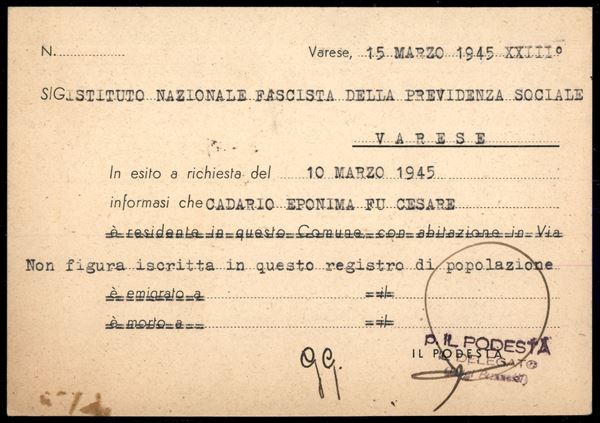 N. Varese, 15 MARZO 1945 XXIII°
SIG. ISTITUTO NAZIONALE FASCISTA DELLA PREVIDENZA SOCIALE
VARESE
In esito a richiesta del 10 MARZO 1945
informasi che CADARIO EPONIMA FU CESARE
è residente in questo Comune con abitazione in Via
Non figura iscritta in questo registro di popolazione
è emigrato a il
è morto a il
P. IL PODESTÀ
IL PODESTÀ
DELEGATO
gg.